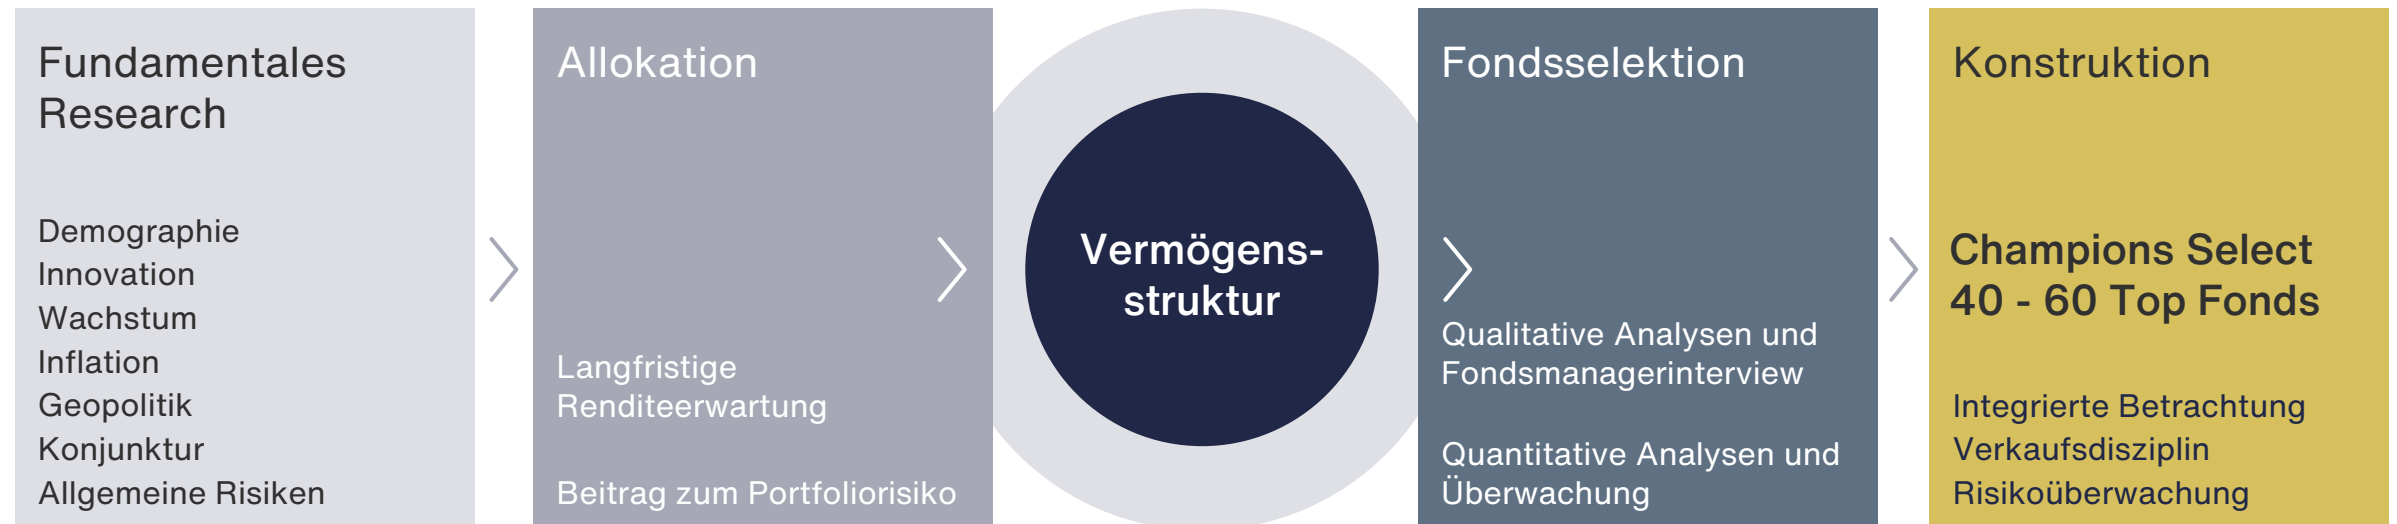 Fundamentales
Research
Demographie
Innovation
Wachstum
Inflation
Geopolitik
Konjunktur
Allgemeine Risiken
Allokation
Langfristige
Renditeerwartung
Beitrag zum Portfoliorisiko
Vermögens-
struktur
Fondsselektion
Qualitative Analysen und
Fondsmanagerinterview
Quantitative Analysen und
Überwachung
Konstruktion
Champions Select
40 - 60 Top Fonds
Integrierte Betrachtung
Verkaufsdisziplin
Risikoüberwachung